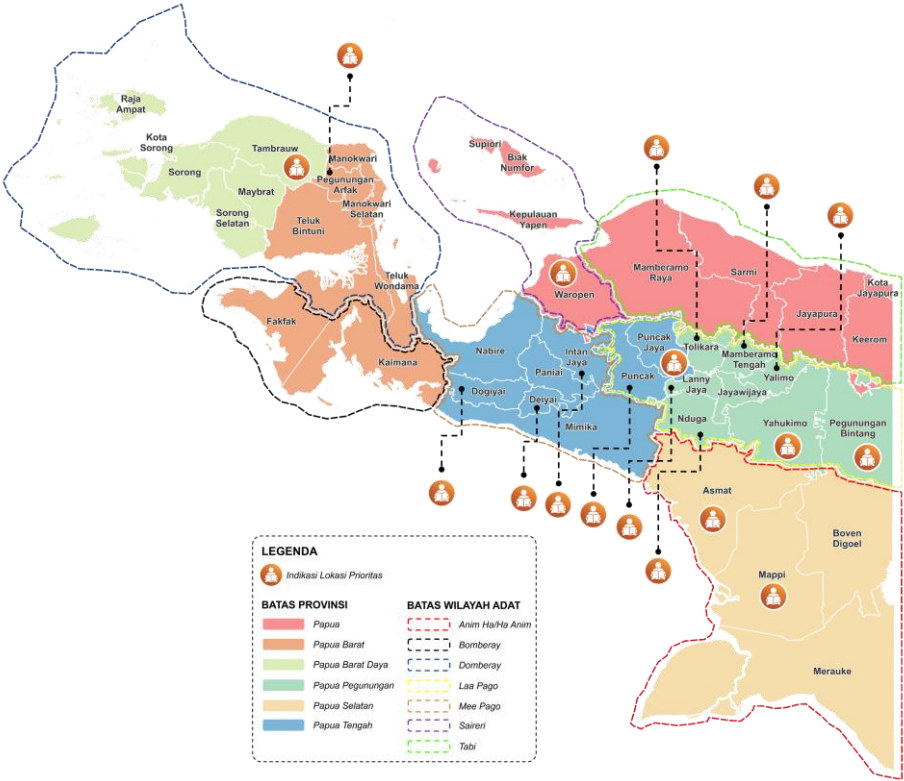 Raja
Ampat
Kota
Sorong
Sorong
Tambrauw
Maybrat
Sorong
Selatan
Manokwari
Pegunungan
Arfak
Manokwari
Selatan
Teluk
Bintuni
Teluk
Wondama
Fakfak
Kaimana
Supiori
Biak
Numfor
Kepulauan
Yapen
Waropen
Mamberamo
Raya
Sarmi
Kota
Jayapura
Jayapura
Keerom
Nabire
Intan
Jaya
Paniai
Dogiyai
Deiyai
Mimika
Puncak
Jaya
Puncak
Tolikara
Mamberamo
Tengah
Lanny
Jaya
Yalimo
Jayawijaya
Nduga
Yahukimo
Pegunungan
Bintang
Asmat
Boven
Digoel
Mappi
Merauke
LEGENDA
Indikasi Lokasi Prioritas
BATAS PROVINSI
Papua
Papua Barat
Papua Barat Daya
Papua Pegunungan
Papua Selatan
Papua Tengah
BATAS WILAYAH ADAT
Anim Ha/Ha Anim
Bomberay
Domberay
Laa Pago
Mee Pago
Saireri
Tabi